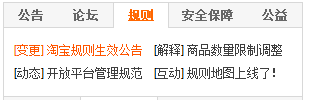 公告 论坛 规则 安全保障 公益
[变更] 淘宝规则生效公告 [解释] 商品数量限制调整
[动态] 开放平台管理规范 [互动] 规则地图上线了!